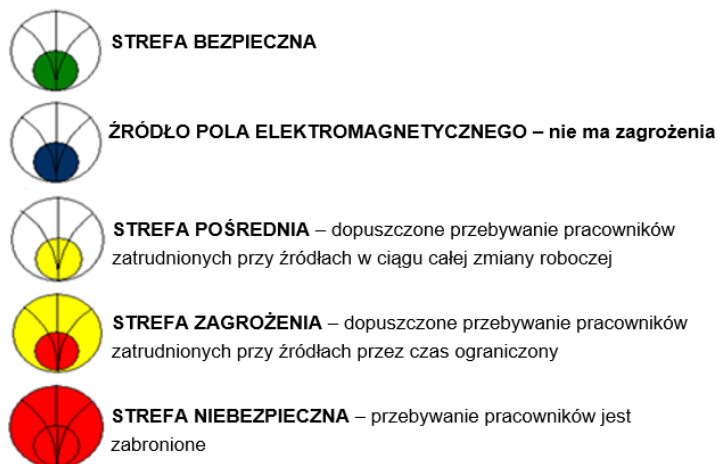 STREFA BEZPIECZNA
ŹRÓDŁO POLA ELEKTROMAGNETYCZNEGO – nie ma zagrożenia
STREFA POŚREDNIA – dopuszczone przebywanie pracowników
zatrudnionych przy źródłach w ciągu całej zmiany roboczej
STREFA ZAGROŻENIA – dopuszczone przebywanie pracowników
zatrudnionych przy źródłach przez czas ograniczony
STREFA NIEBEZPIECZNA – przebywanie pracowników jest
zabronione